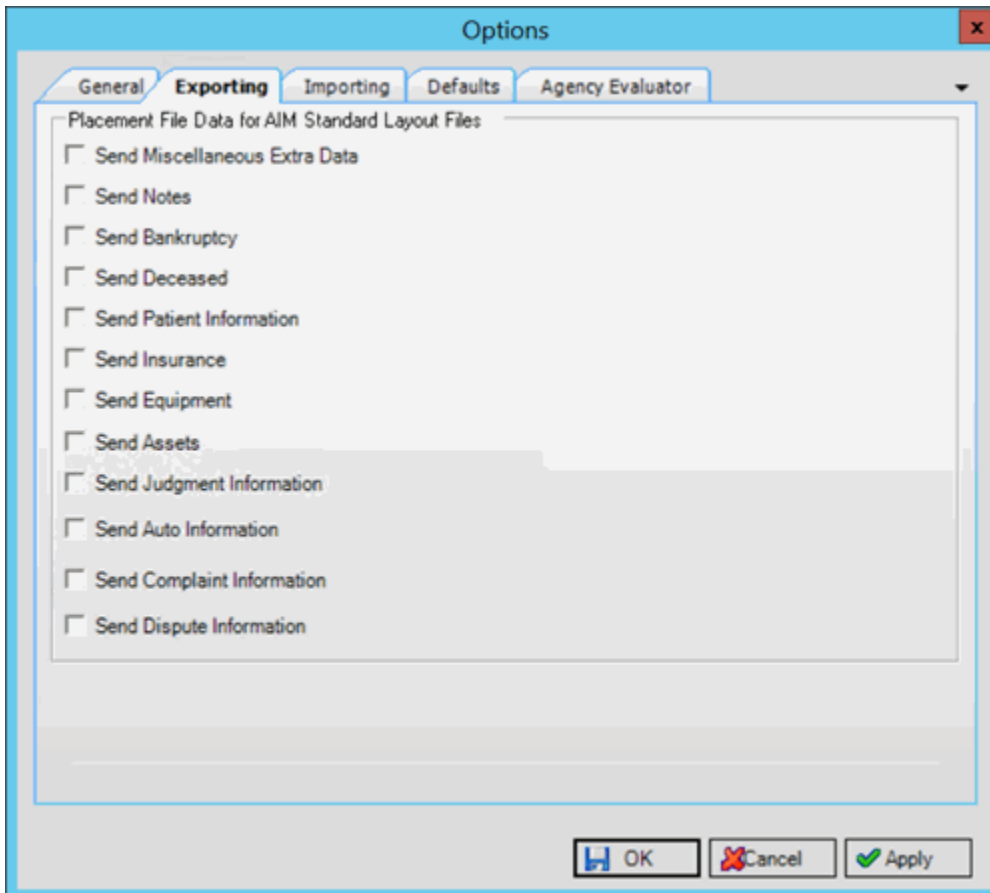 Options
x
General Exporting Importing Defaults Agency Evaluator
Placement File Data for AIM Standard Layout Files
Send Miscellaneous Extra Data
Send Notes
Send Bankruptcy
Send Deceased
Send Patient Information
Send Insurance
Send Equipment
Send Assets
Send Judgment Information
Send Auto Information
Send Complaint Information
Send Dispute Information
OK Cancel Apply